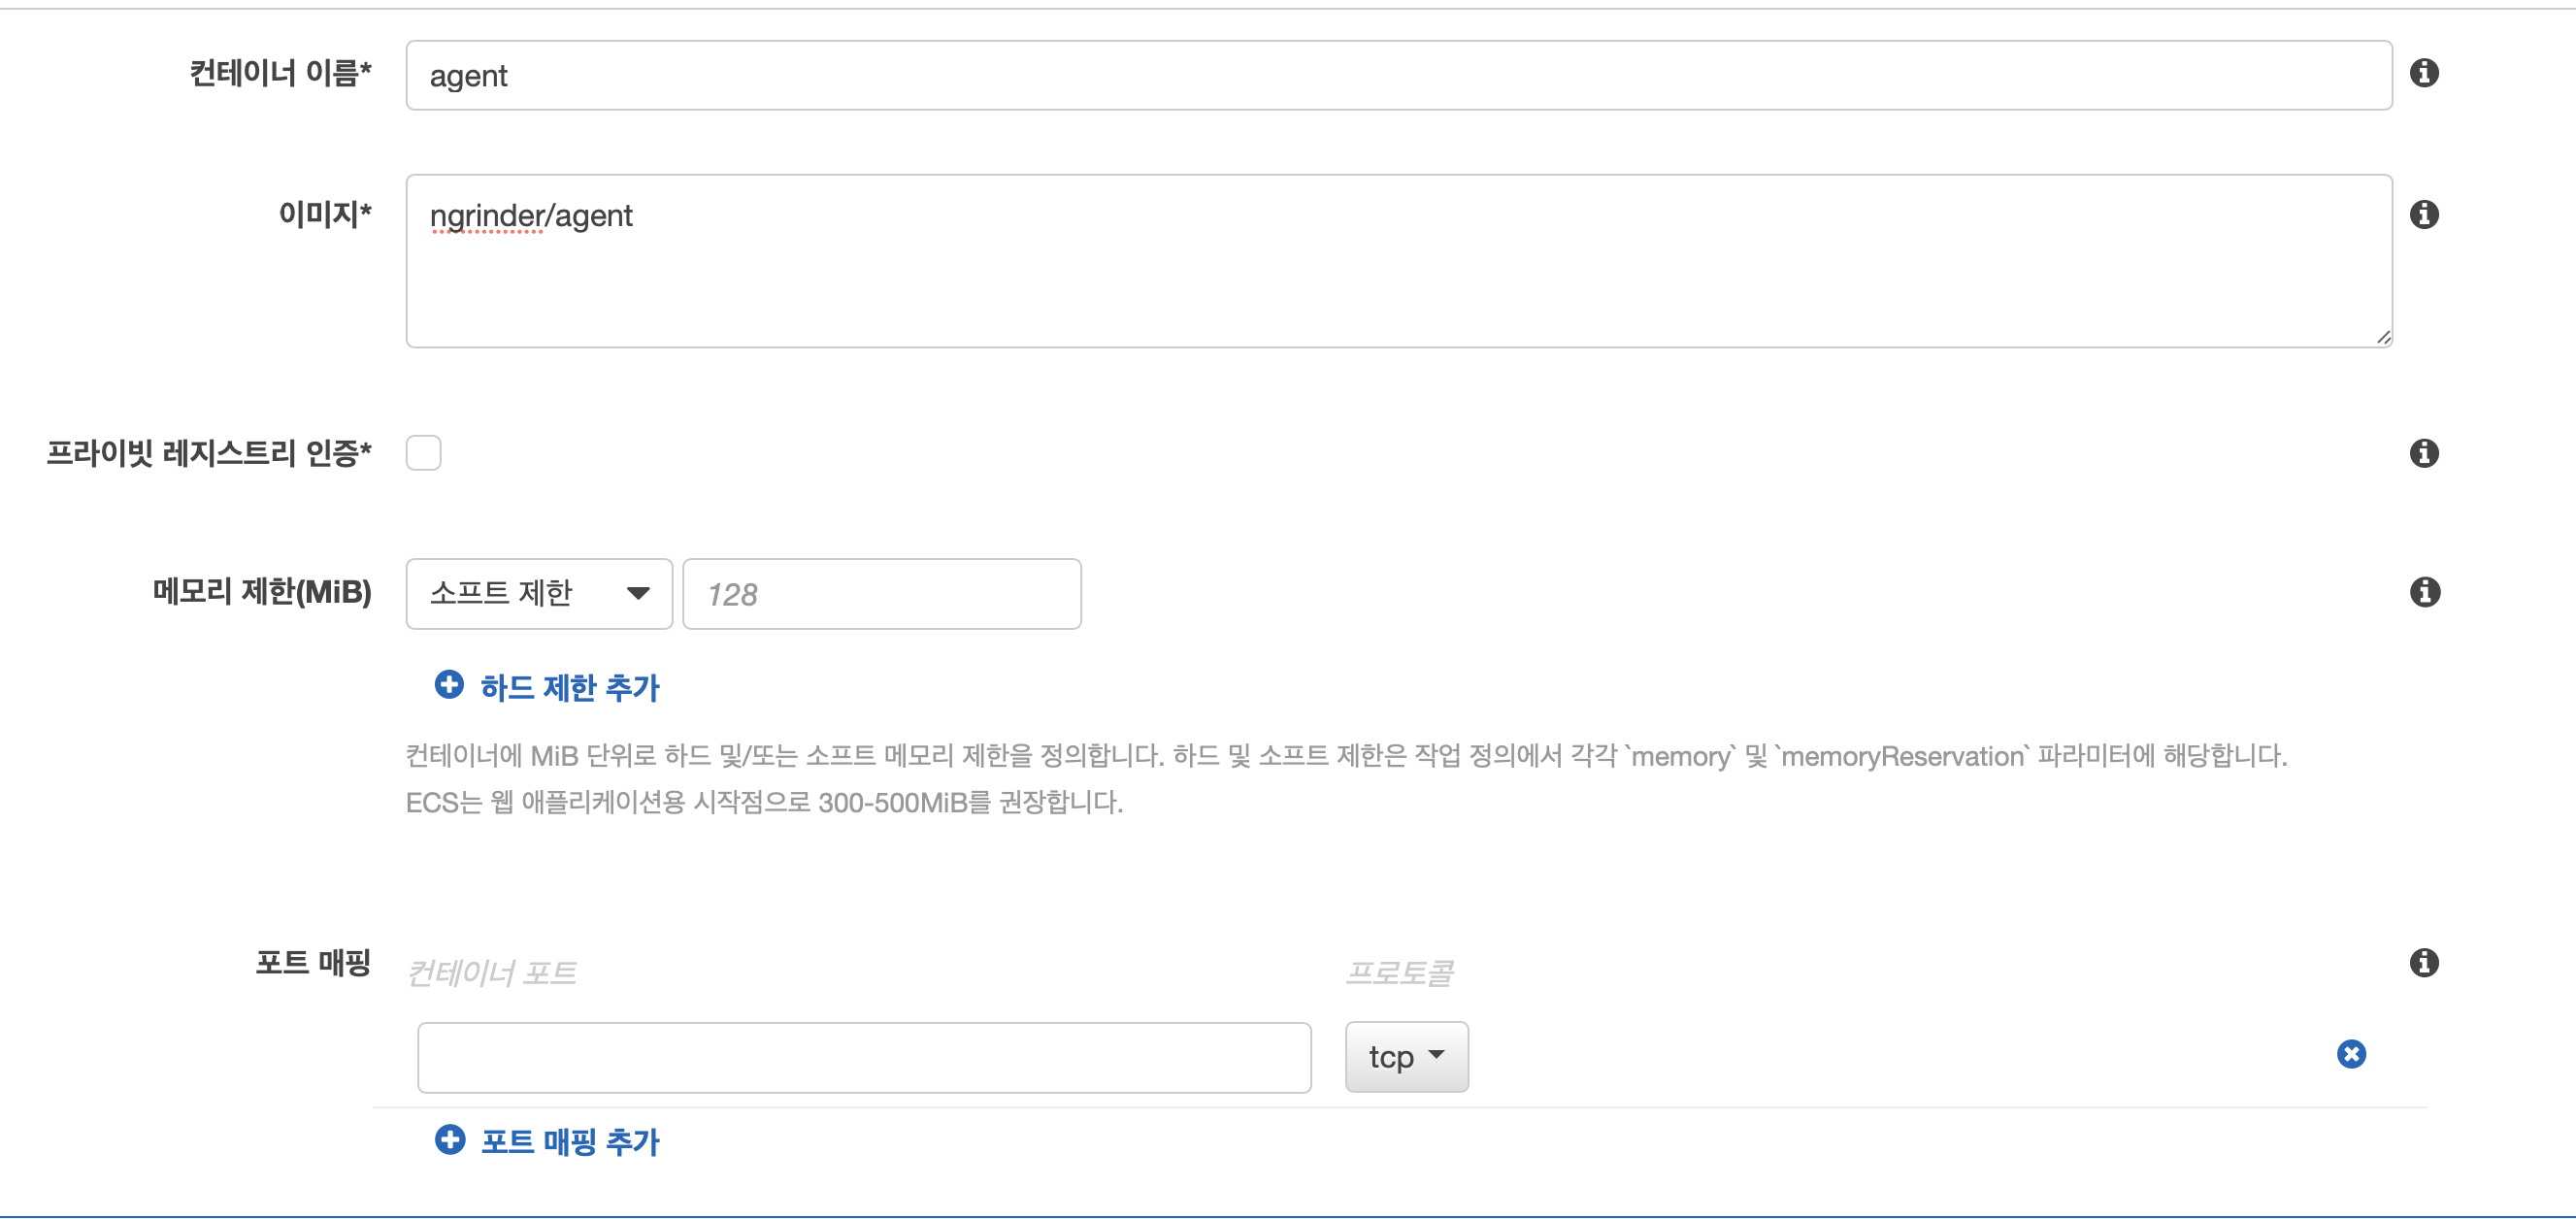 컨테이너 이름* agent
이미지* ngrinder/agent
프라이빗 레지스트리 인증*
메모리 제한(MiB) 소프트 제한 128
하드 제한 추가
컨테이너에 MiB 단위로 하드 및/또는 소프트 메모리 제한을 정의합니다. 하드 및 소프트 제한은 작업 정의에서 각각 `memory` 및 `memoryReservation` 파라미터에 해당합니다.
ECS는 웹 애플리케이션용 시작점으로 300-500MiB를 권장합니다.
포트 매핑 컨테이너 포트 프로토콜
tcp
포트 매핑 추가